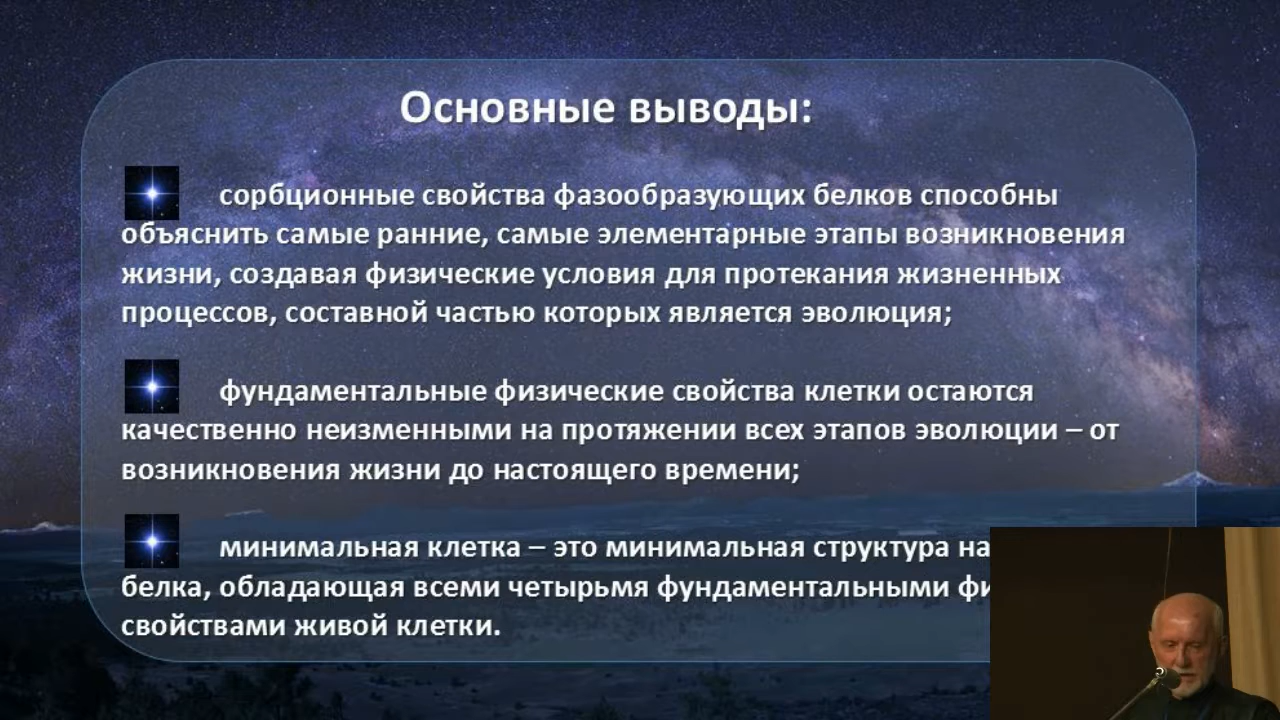 Основные выводы:
сорбционные свойства фазообразующих белков способны
объяснить самые ранние, самые элементарные этапы возникновения
жизни, создавая физические условия для протекания жизненных
процессов, составной частью которых является эволюция;
фундаментальные физические свойства клетки остаются
качественно неизменными на протяжении всех этапов эволюции – от
возникновения жизни до настоящего времени;
минимальная клетка – это минимальная структура на
белка, обладающая всеми четырьмя фундаментальными
свойствами живой клетки.